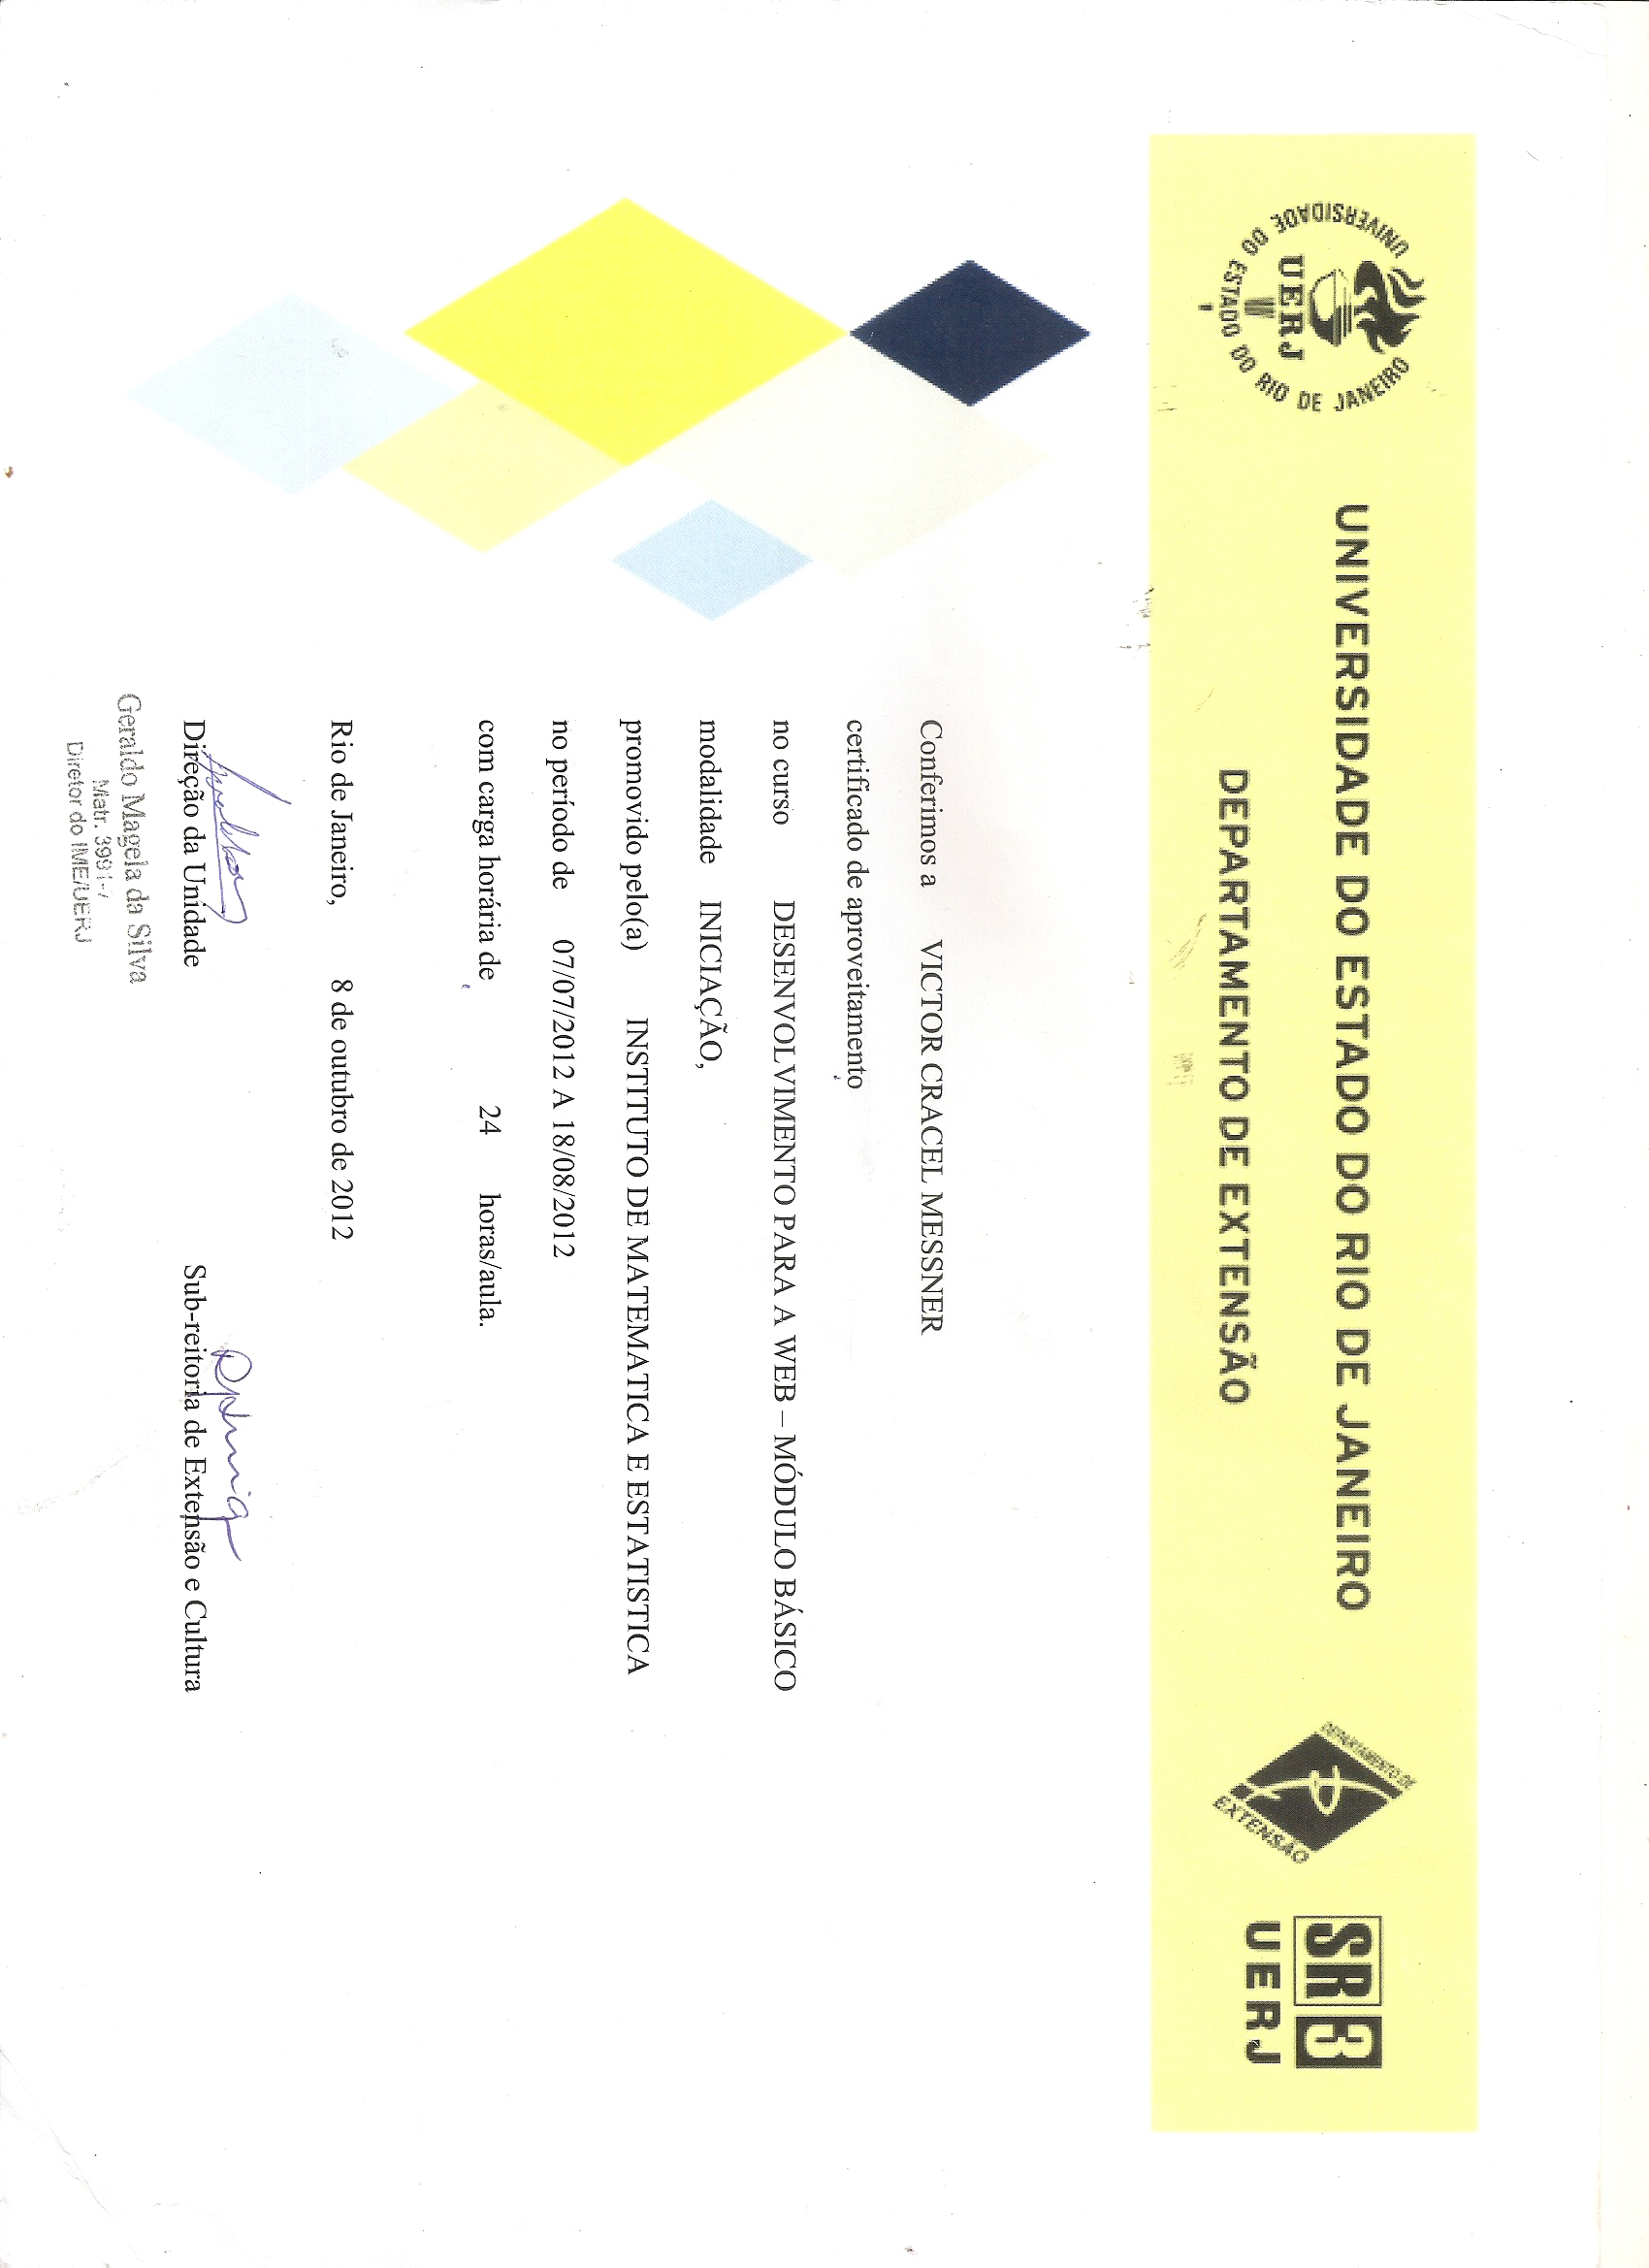 UNIVERSIDADE DO ESTADO DO RIO DE JANEIRO
UERJ
UNIVERSIDADE DO ESTADO DO RIO DE JANEIRO
DEPARTAMENTO DE EXTENSÃO
DEPARTAMENTO DE
EXTENSÃO
SR3
UERJ
Conferimos a VICTOR CRACEL MESSNER
certificado de aproveitamento
no curso DESENVOLVIMENTO PARA A WEB – MÓDULO BÁSICO
modalidade INICIAÇÃO,
promovido pelo(a) INSTITUTO DE MATEMATICA E ESTATISTICA
no período de 07/07/2012 A 18/08/2012
com carga horária de 24 horas/aula.
Rio de Janeiro, 8 de outubro de 2012
Direção da Unidade
Sub-reitoria de Extensão e Cultura
Geraldo Magela da Silva
Matr. 3991-7
Diretor do IME/UERJ